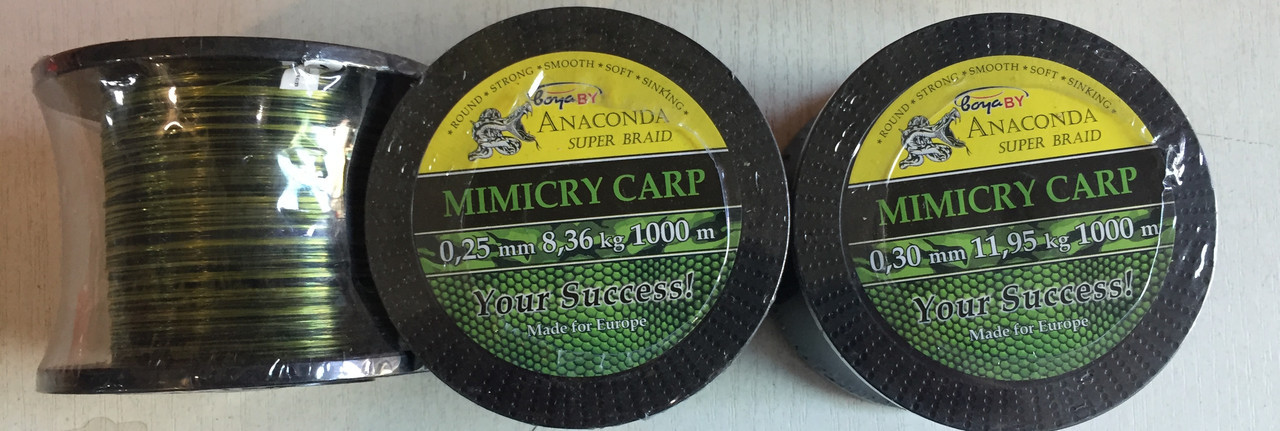 * ROUND * STRONG * SMOOTH * SOFT * SINKING *
boyaBY
ANACONDA
SUPER BRAID
MIMICRY CARP
0,25 mm 8,36 kg 1000 m
Your Success!
Made for Europe
* ROUND * STRONG * SMOOTH * SOFT * SINKING *
boyaBY
ANACONDA
SUPER BRAID
MIMICRY CARP
0,30 mm 11,95 kg 1000 m
Your Success!
Made for Europe